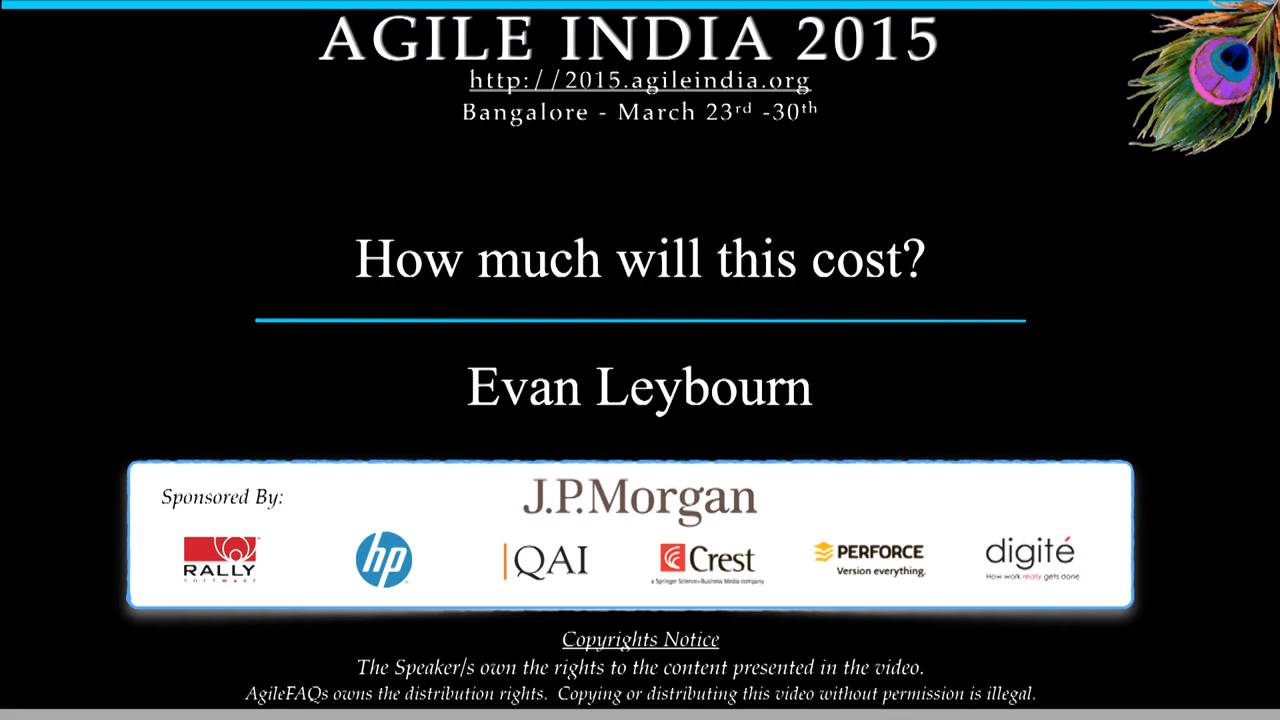 AGILE INDIA 2015
http://2015.agileindia.org
Bangalore - March 23rd -30th
How much will this cost?
Evan Leybourn
Sponsored By:
J.P.Morgan
RALLY
SOFTWARE
hp
QAI
Crest
a Springer Science+Business Media company
PERFORCE
Version everything.
digité
How work really gets done
Copyrights Notice
The Speaker/s own the rights to the content presented in the video.
AgileFAQs owns the distribution rights.  Copying or distributing this video without permission is illegal.